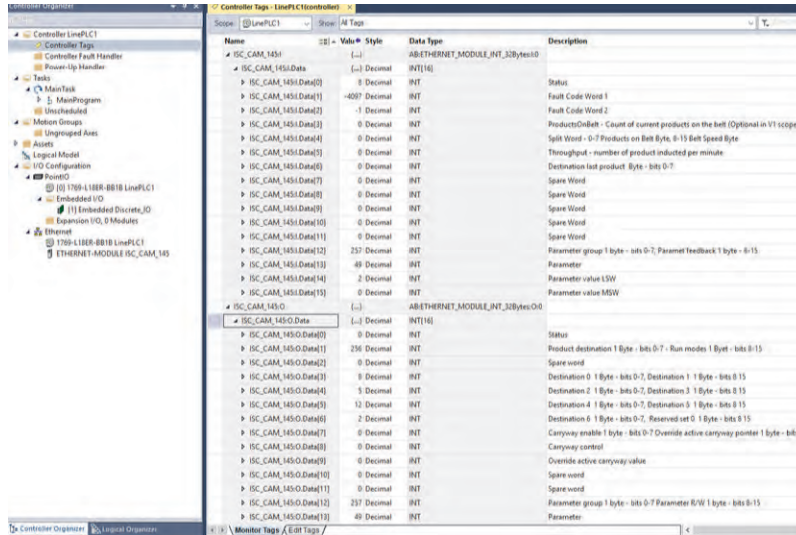 Controller Organizer
Controller Tags - LinePLC1(controller)
Scope: LinePLC1 Show: All Tags
Controller LinePLC1
Controller Tags
Controller Fault Handler
Power-Up Handler
Tasks
MainTask
MainProgram
Unscheduled
Motion Groups
Ungrouped Axes
Assets
Logical Model
I/O Configuration
PointIO
[0] 1769-L18ER-BB1B LinePLC1
Embedded I/O
[1] Embedded Discrete_IO
Expansion I/O, 0 Modules
Ethernet
1769-L18ER-BB1B LinePLC1
ETHERNET-MODULE ISC_CAM_145
Controller Organizer Logical Organizer
Name Value Style Data Type Description
ISC_CAM_145:I {...} AB:ETHERNET_MODULE_INT_32Bytes:I:0
ISC_CAM_145:I.Data {...} Decimal INT[16]
ISC_CAM_145:I.Data[0] 8 Decimal INT Status
ISC_CAM_145:I.Data[1] -4097 Decimal INT Fault Code Word 1
ISC_CAM_145:I.Data[2] -1 Decimal INT Fault Code Word 2
ISC_CAM_145:I.Data[3] 0 Decimal INT ProductsOnBelt - Count of current products on the belt (Optional in V1 scope
ISC_CAM_145:I.Data[4] 0 Decimal INT Split Word - 0-7 Products on Belt Byte, 8-15 Belt Speed Byte
ISC_CAM_145:I.Data[5] 0 Decimal INT Throughput - number of product inducted per minute
ISC_CAM_145:I.Data[6] 0 Decimal INT Destination last product Byte - bits 0-7
ISC_CAM_145:I.Data[7] 0 Decimal INT Spare Word
ISC_CAM_145:I.Data[8] 0 Decimal INT Spare Word
ISC_CAM_145:I.Data[9] 0 Decimal INT Spare Word
ISC_CAM_145:I.Data[10] 0 Decimal INT Spare Word
ISC_CAM_145:I.Data[11] 0 Decimal INT Spare Word
ISC_CAM_145:I.Data[12] 257 Decimal INT Parameter group 1 byte - bits 0-7, Paramet feedback 1 byte - 8-15
ISC_CAM_145:I.Data[13] 49 Decimal INT Parameter
ISC_CAM_145:I.Data[14] 2 Decimal INT Parameter value LSW
ISC_CAM_145:I.Data[15] 0 Decimal INT Parameter value MSW
ISC_CAM_145:O {...} AB:ETHERNET_MODULE_INT_32Bytes:O:0
ISC_CAM_145:O.Data {...} Decimal INT[16]
ISC_CAM_145:O.Data[0] 0 Decimal INT Status
ISC_CAM_145:O.Data[1] 256 Decimal INT Product destination 1 Byte - bits 0-7 - Run modes 1 Byet - bits 8-15
ISC_CAM_145:O.Data[2] 0 Decimal INT Spare word
ISC_CAM_145:O.Data[3] Decimal INT Destination 0 1 Byte - bits 0-7, Destination 1 1 Byte - bits 8 15
ISC_CAM_145:O.Data[4] 5 Decimal INT Destination 2 1 Byte - bits 0-7, Destination 3 1 Byte - bits 8 15
ISC_CAM_145:O.Data[5] 12 Decimal INT Destination 4 1 Byte - bits 0-7, Destination 5 1 Byte - bits 8 15
ISC_CAM_145:O.Data[6] 2 Decimal INT Destination 6 1 Byte - bits 0-7, Reserved set 0 1 Byte - bits 8 15
ISC_CAM_145:O.Data[7] 0 Decimal INT Carryway enable 1 byte - bits 0-7 Override active carryway pointer 1 byte - bit
ISC_CAM_145:O.Data[8] 0 Decimal INT Carryway control
ISC_CAM_145:O.Data[9] 0 Decimal INT Override active carryway value
ISC_CAM_145:O.Data[10] 0 Decimal INT Spare word
ISC_CAM_145:O.Data[11] 0 Decimal INT Spare word
ISC_CAM_145:O.Data[12] 257 Decimal INT Parameter group 1 byte - bits 0-7 Parameter R/W 1 byet - bits 8-15
ISC_CAM_145:O.Data[13] 49 Decimal INT Parameter
Monitor Tags Edit Tags